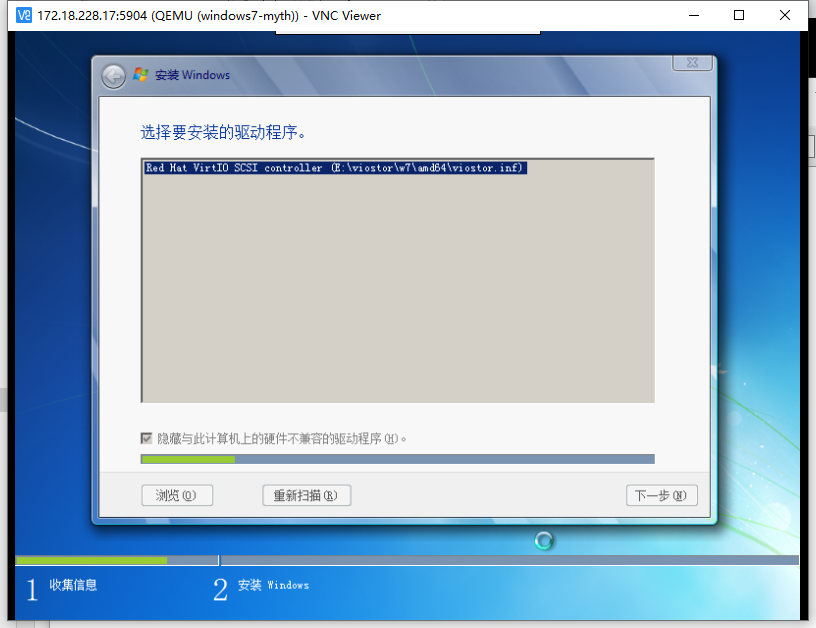 172.18.228.17:5904 (QEMU (windows7-myth)) - VNC Viewer
安装 Windows
选择要安装的驱动程序。
Red Hat VirtIO SCSI controller (E:\viostor\w7\amd64\viostor.inf)
隐藏与此计算机上的硬件不兼容的驱动程序(H)。
浏览(O) 重新扫描(R) 下一步(N)
1 收集信息 2 安装 Windows